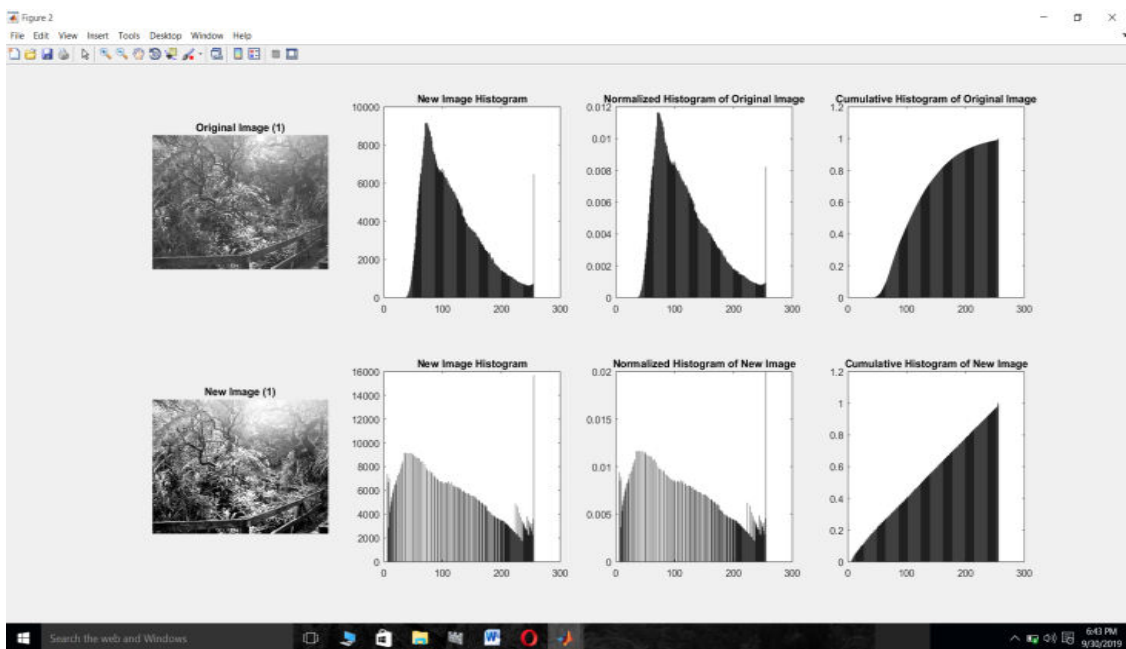 Figure 2
File Edit View Insert Tools Desktop Window Help
Original Image (1)
New Image Histogram
10000
8000
6000
4000
2000
0
0 100 200 300
Normalized Histogram of Original Image
0.012
0.01
0.008
0.006
0.004
0.002
0
0 100 200 300
Cumulative Histogram of Original Image
1.2
1
0.8
0.6
0.4
0.2
0
0 100 200 300
New Image (1)
New Image Histogram
16000
14000
12000
10000
8000
6000
4000
2000
0
0 100 200 300
Normalized Histogram of New Image
0.02
0.015
0.01
0.005
0
0 100 200 300
Cumulative Histogram of New Image
1.2
1
0.8
0.6
0.4
0.2
0
0 100 200 300
Search the web and Windows
6:43 PM
9/30/2019